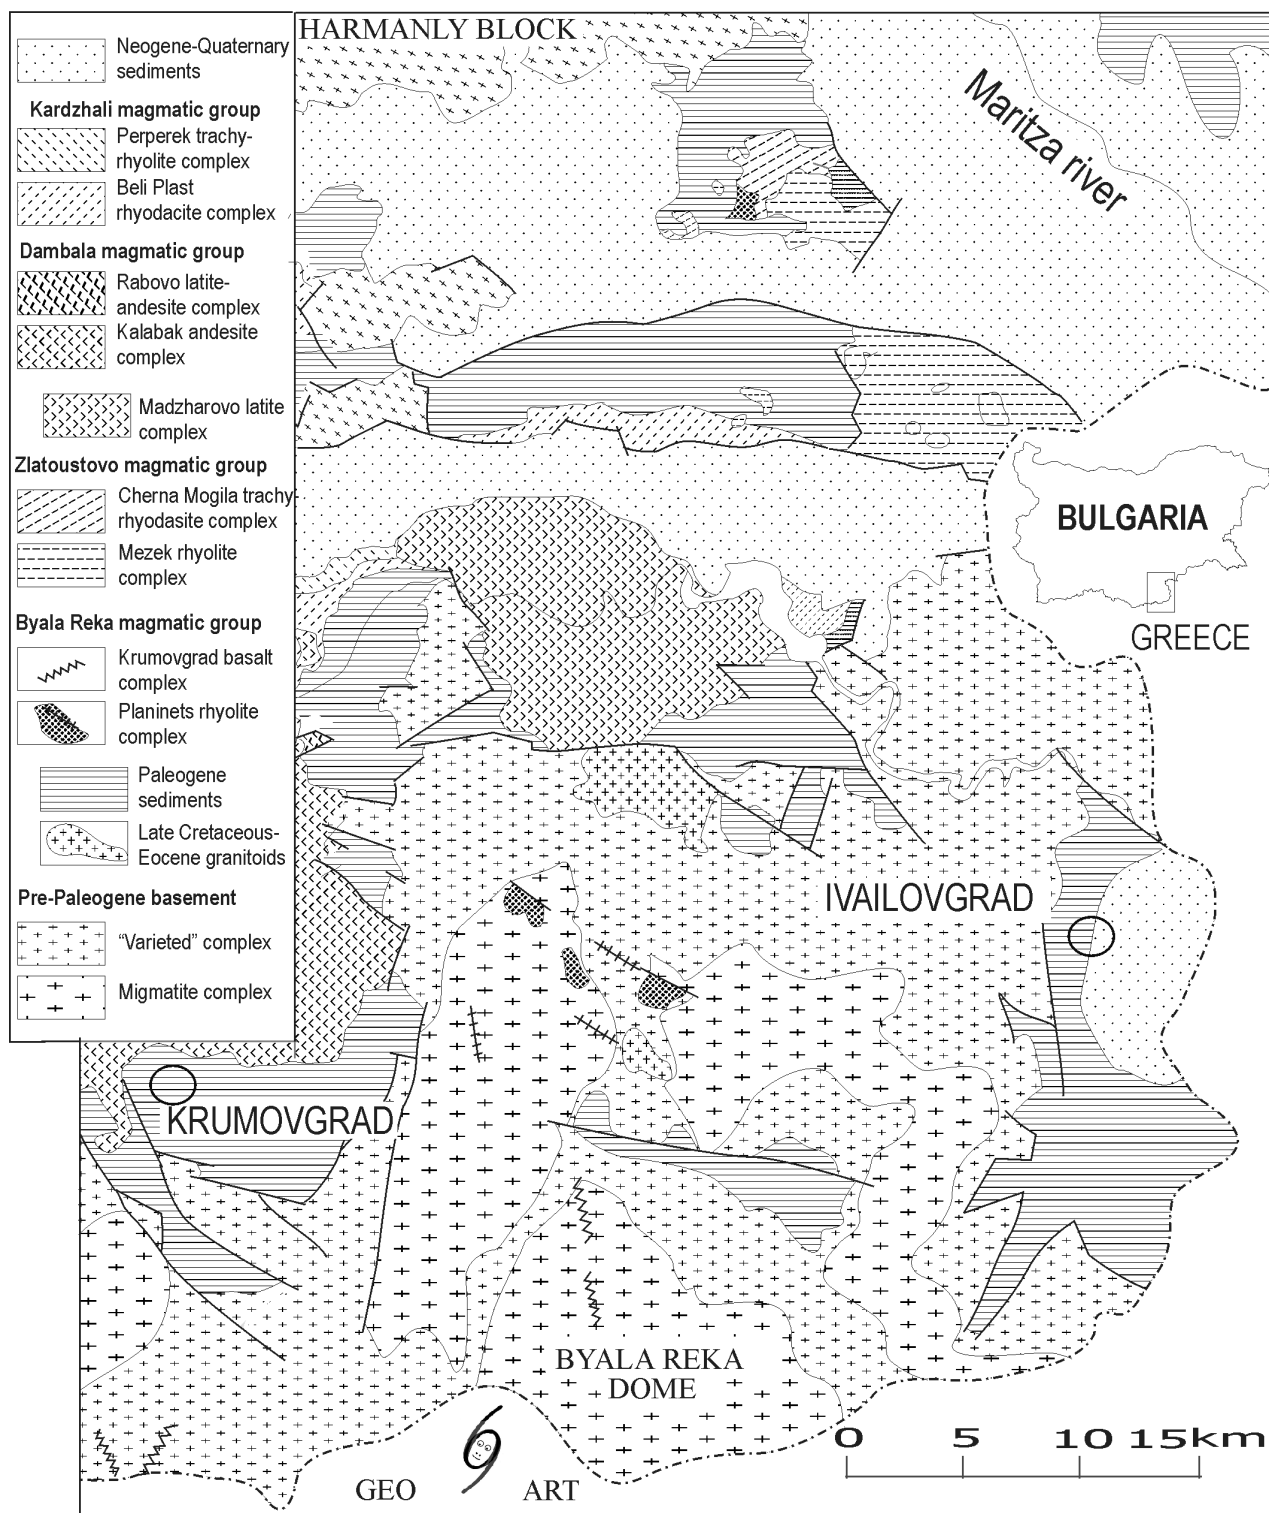 HARMANLY BLOCK
Neogene-Quaternary
sediments
Kardzhali magmatic group
Perperek trachy-
rhyolite complex
Beli Plast
rhyodacite complex
Dambala magmatic group
Rabovo latite-
andesite complex
Kalabak andesite
complex
Madzharovo latite
complex
Zlatoustovo magmatic group
Cherna Mogila trachy
rhyodasite complex
Mezek rhyolite
complex
Byala Reka magmatic group
Krumovgrad basalt
complex
Planinets rhyolite
complex
Paleogene
sediments
Late Cretaceous-
Eocene granitoids
Pre-Paleogene basement
“Varieted” complex
Migmatite complex
Maritza river
BULGARIA
GREECE
IVAILOVGRAD
KRUMOVGRAD
BYALA REKA
DOME
0 5 10 15km
GEO ART